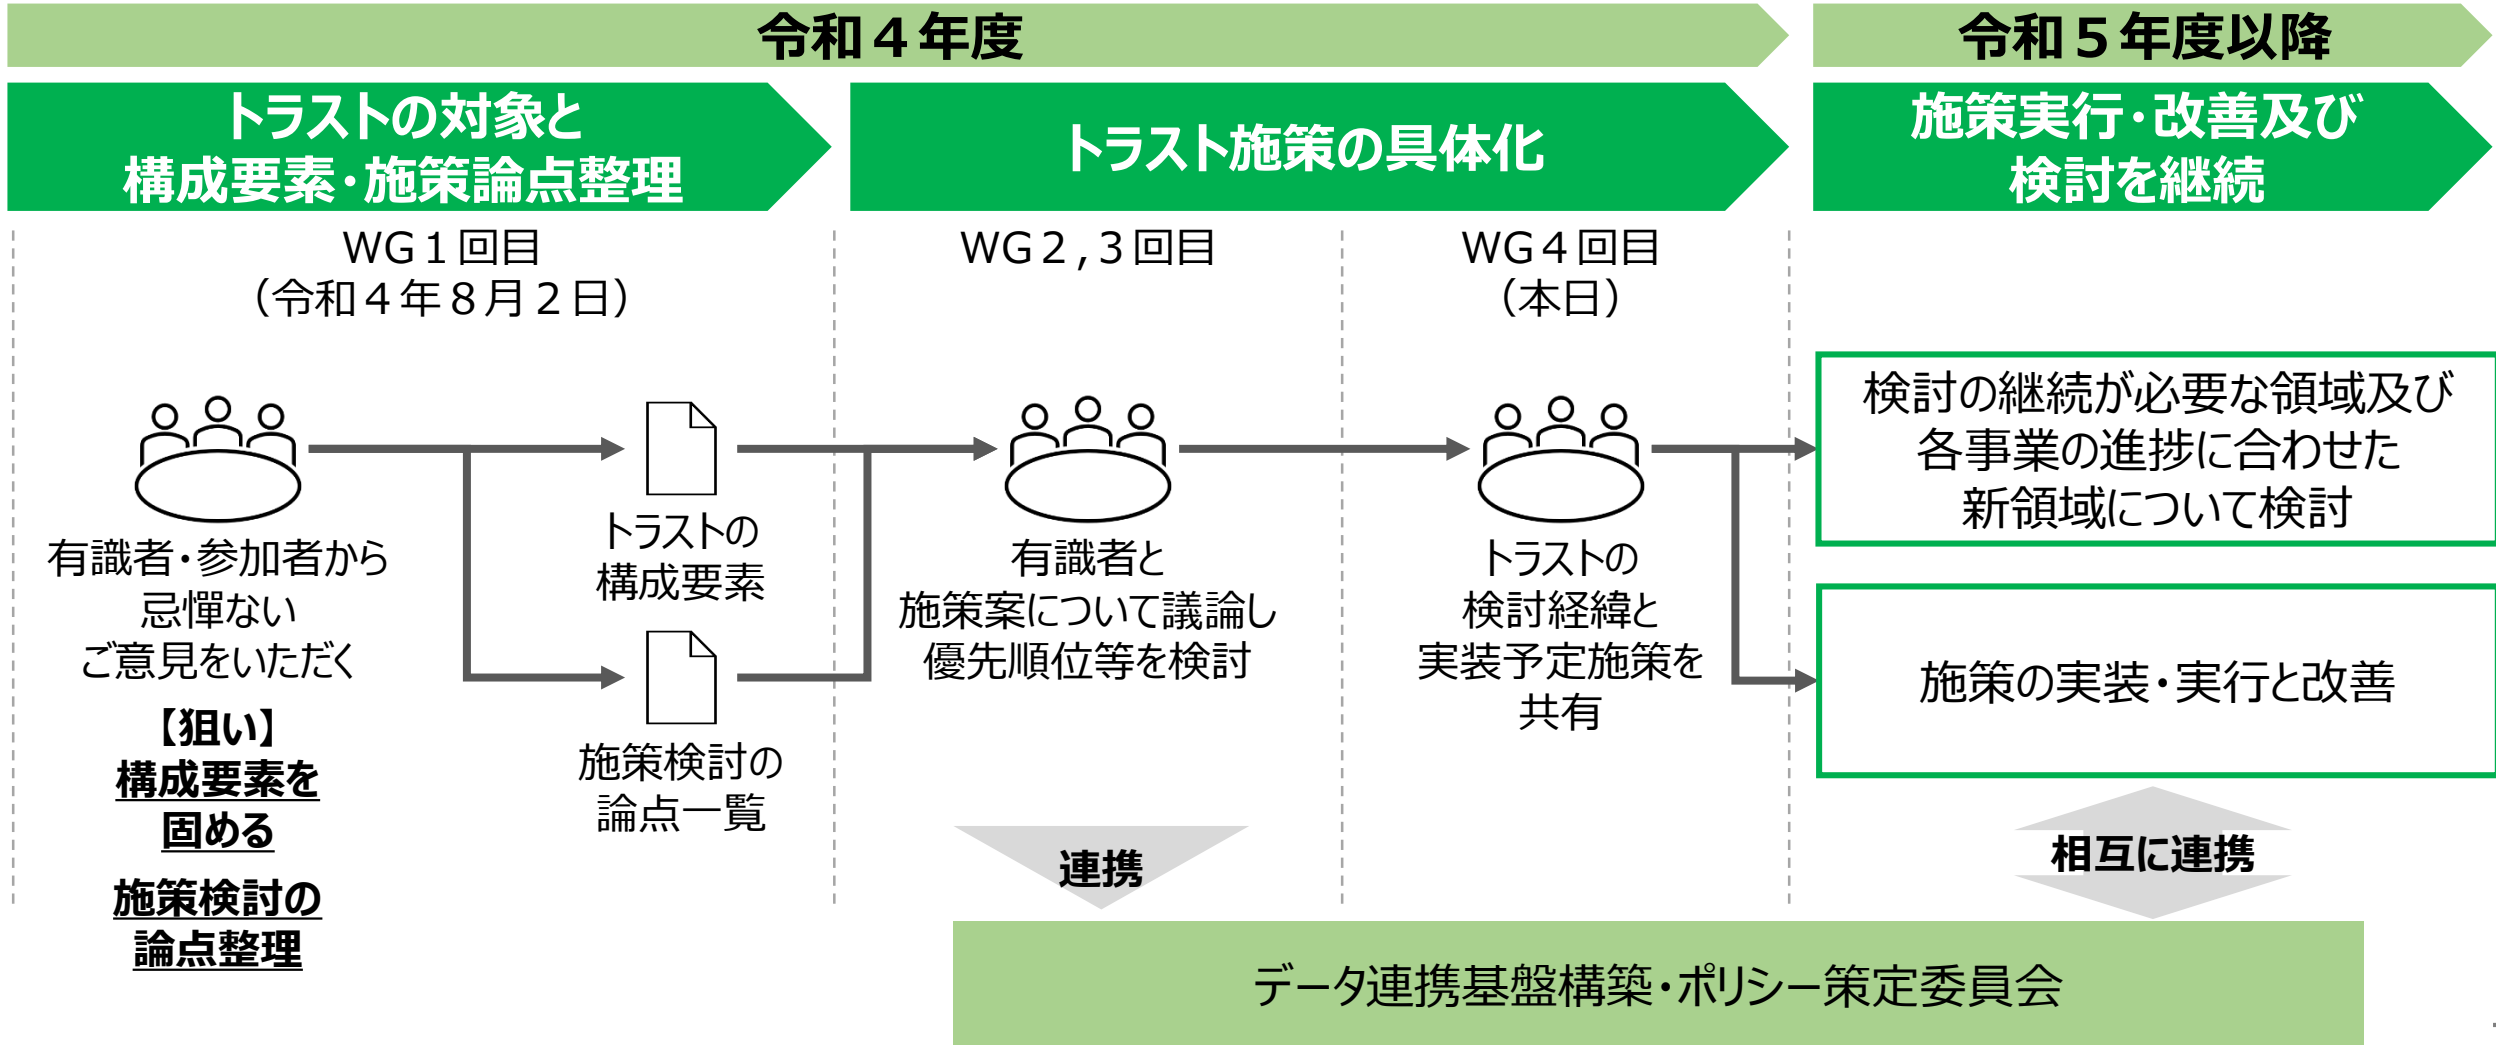 令和４年度
令和５年度以降
トラストの対象と
構成要素・施策論点整理
トラスト施策の具体化
施策実行・改善及び
検討を継続
WG１回目
（令和４年８月２日）
WG２,３回目
WG４回目
（本日）
有識者・参加者から
忌憚ない
ご意見をいただく
【狙い】
構成要素を
固める
施策検討の
論点整理
トラストの
構成要素
施策検討の
論点一覧
有識者と
施策案について議論し
優先順位等を検討
トラストの
検討経緯と
実装予定施策を
共有
検討の継続が必要な領域及び
各事業の進捗に合わせた
新領域について検討
施策の実装・実行と改善
連携
相互に連携
データ連携基盤構築・ポリシー策定委員会